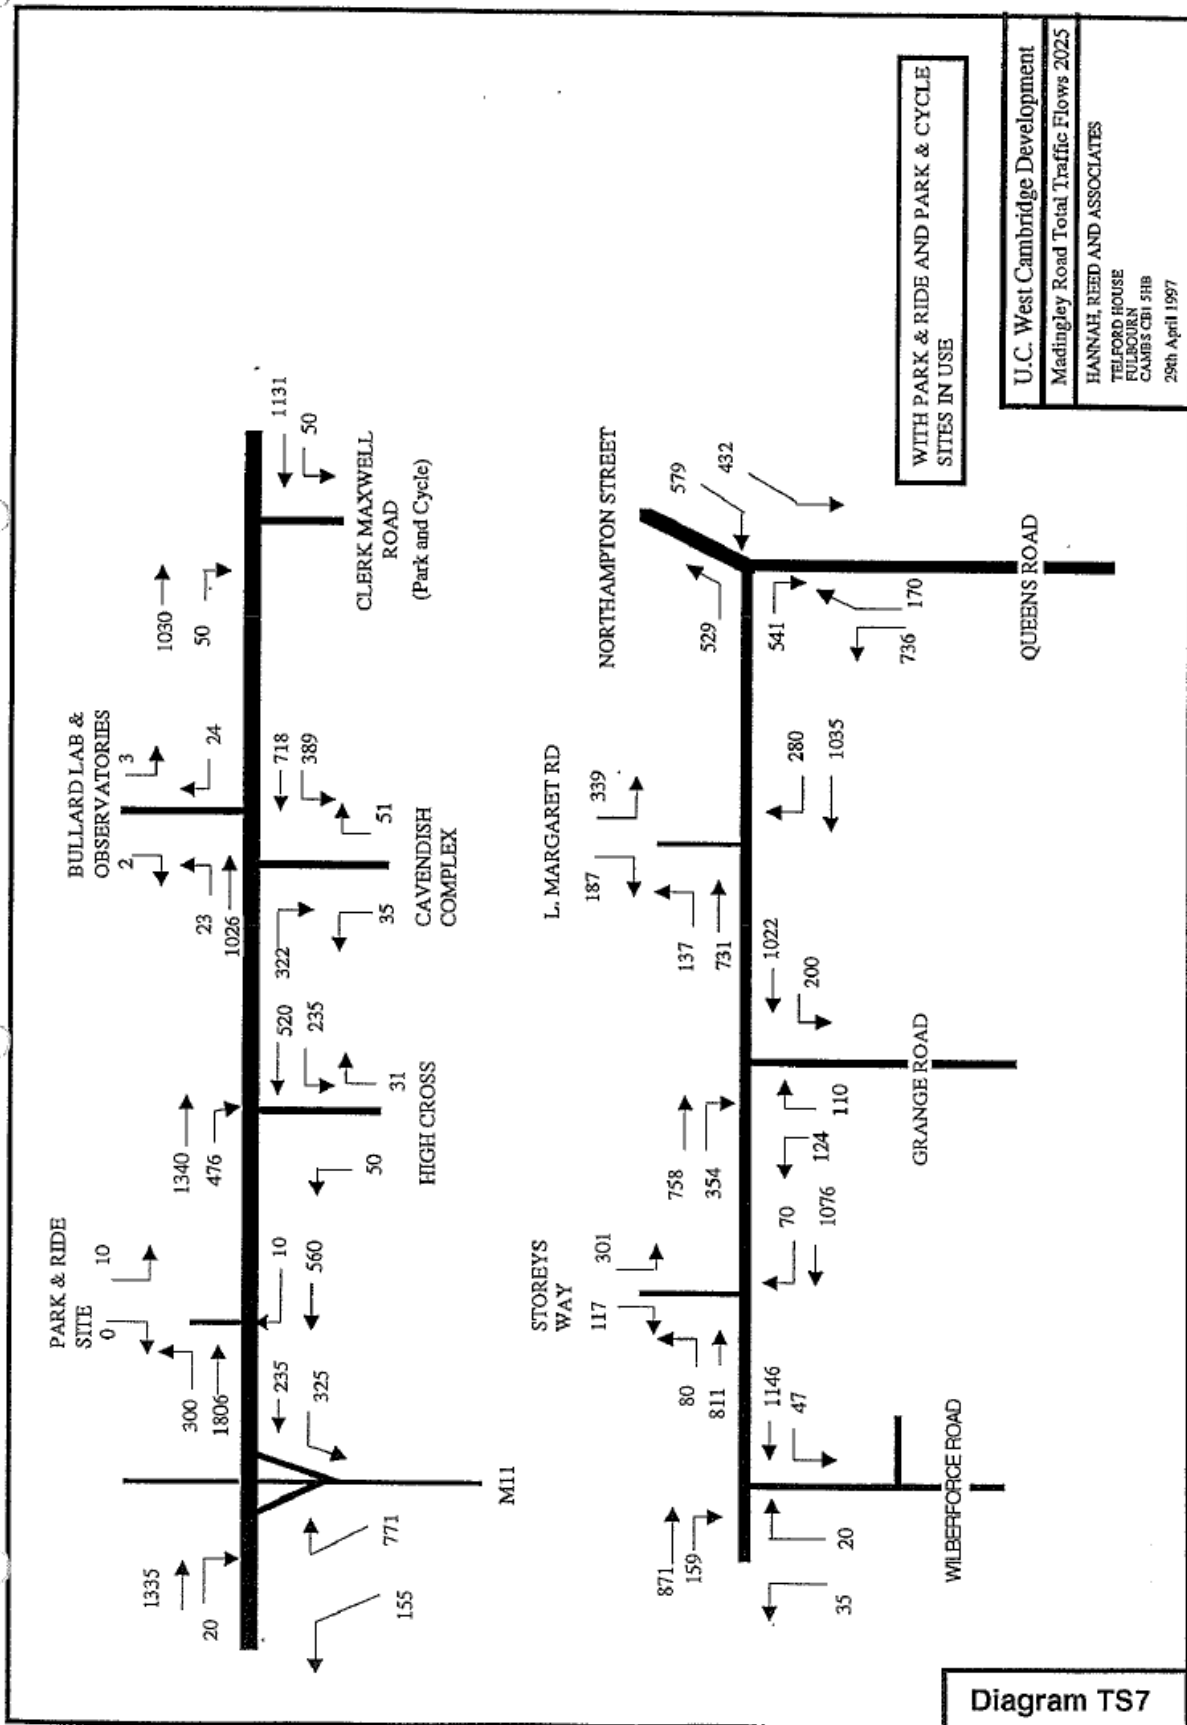 PARK & RIDE
SITE
0
10
300
1806
10
560
235
325
M11
1335
20
771
155
1340
476
520
235
31
50
HIGH CROSS
BULLARD LAB &
OBSERVATORIES
2
3
24
23
1026
718
389
51
322
35
CAVENDISH
COMPLEX
1030
50
1131
50
CLERK MAXWELL
ROAD
(Park and Cycle)
871
159
1146
47
20
35
WILBERFORCE ROAD
STOREYS
WAY
117
301
80
811
70
1076
758
354
1022
200
110
124
GRANGE ROAD
L. MARGARET RD
187
339
137
731
280
1035
NORTHAMPTON STREET
529
579
432
541
170
736
QUEENS ROAD
WITH PARK & RIDE AND PARK & CYCLE
SITES IN USE
U.C. West Cambridge Development
Madingley Road Total Traffic Flows 2025
HANNAH, REED AND ASSOCIATES
TELFORD HOUSE
FULBOURN
CAMBS CB1 5HB
29th April 1997
Diagram TS7